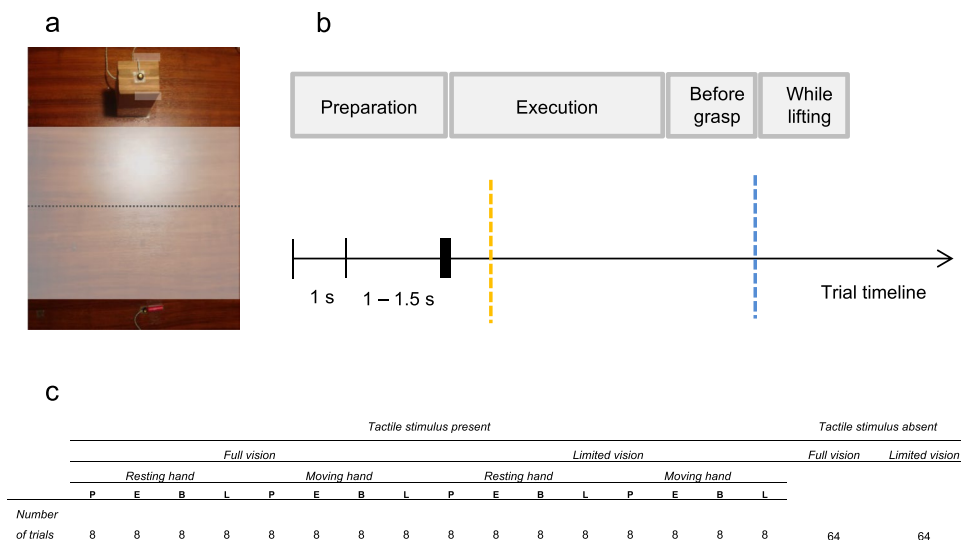 a
b
Preparation
Execution
Before
grasp
While
lifting
1 s
1 – 1.5 s
Trial timeline
c
Tactile stimulus present Tactile stimulus absent
Full vision Limited vision Full vision Limited vision
Resting hand Moving hand Resting hand Moving hand
P E B L P E B L P E B L P E B L
Number
of trials 8 8 8 8 8 8 8 8 8 8 8 8 8 8 8 8 64 64